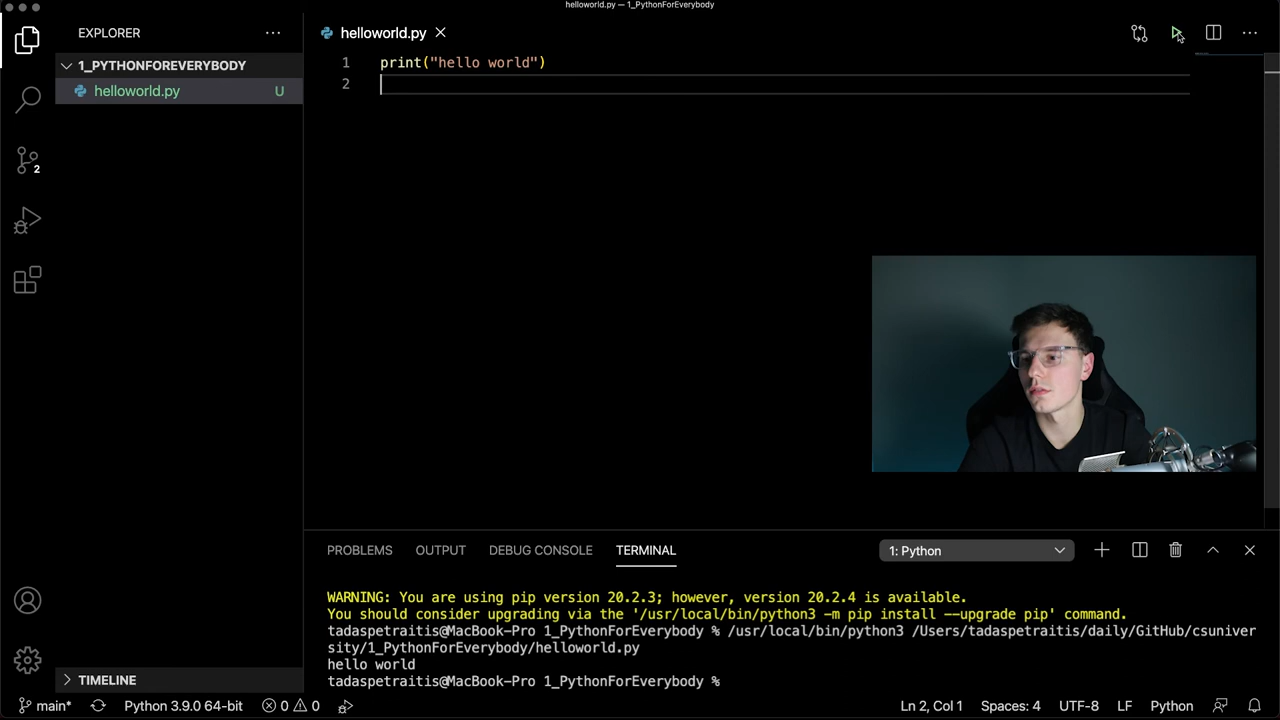 helloworld.py — 1_PythonForEverybody
EXPLORER
helloworld.py
1_PYTHONFOREVERYBODY
helloworld.py U
1 print("hello world")
2
2
PROBLEMS OUTPUT DEBUG CONSOLE TERMINAL 1: Python
WARNING: You are using pip version 20.2.3; however, version 20.2.4 is available.
You should consider upgrading via the '/usr/local/bin/python3 -m pip install --upgrade pip' command.
tadaspetraitis@MacBook-Pro 1_PythonForEverybody % /usr/local/bin/python3 /Users/tadaspetraitis/daily/GitHub/csuniver
sity/1_PythonForEverybody/helloworld.py
hello world
tadaspetraitis@MacBook-Pro 1_PythonForEverybody %
TIMELINE
main* Python 3.9.0 64-bit 0 0 Ln 2, Col 1 Spaces: 4 UTF-8 LF Python